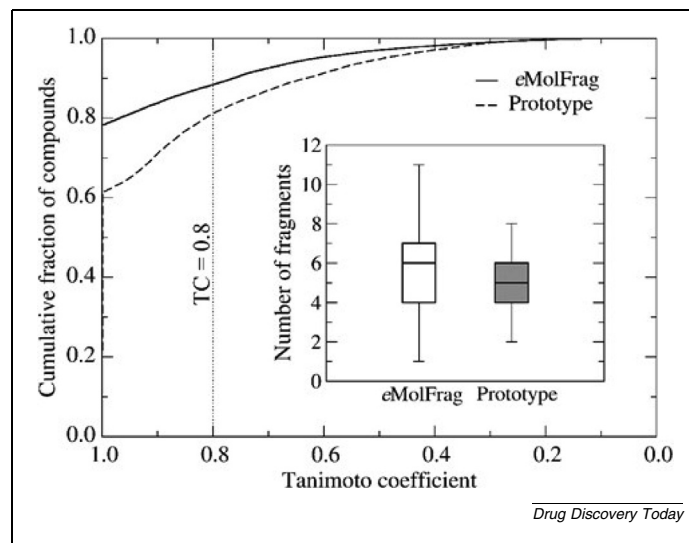 1.0
0.8
0.6
0.4
0.2
0.0
Cumulative fraction of compounds
eMolFrag
Prototype
TC = 0.8
12
10
8
6
4
2
0
Number of fragments
eMolFrag Prototype
1.0 0.8 0.6 0.4 0.2 0.0
Tanimoto coefficient
Drug Discovery Today